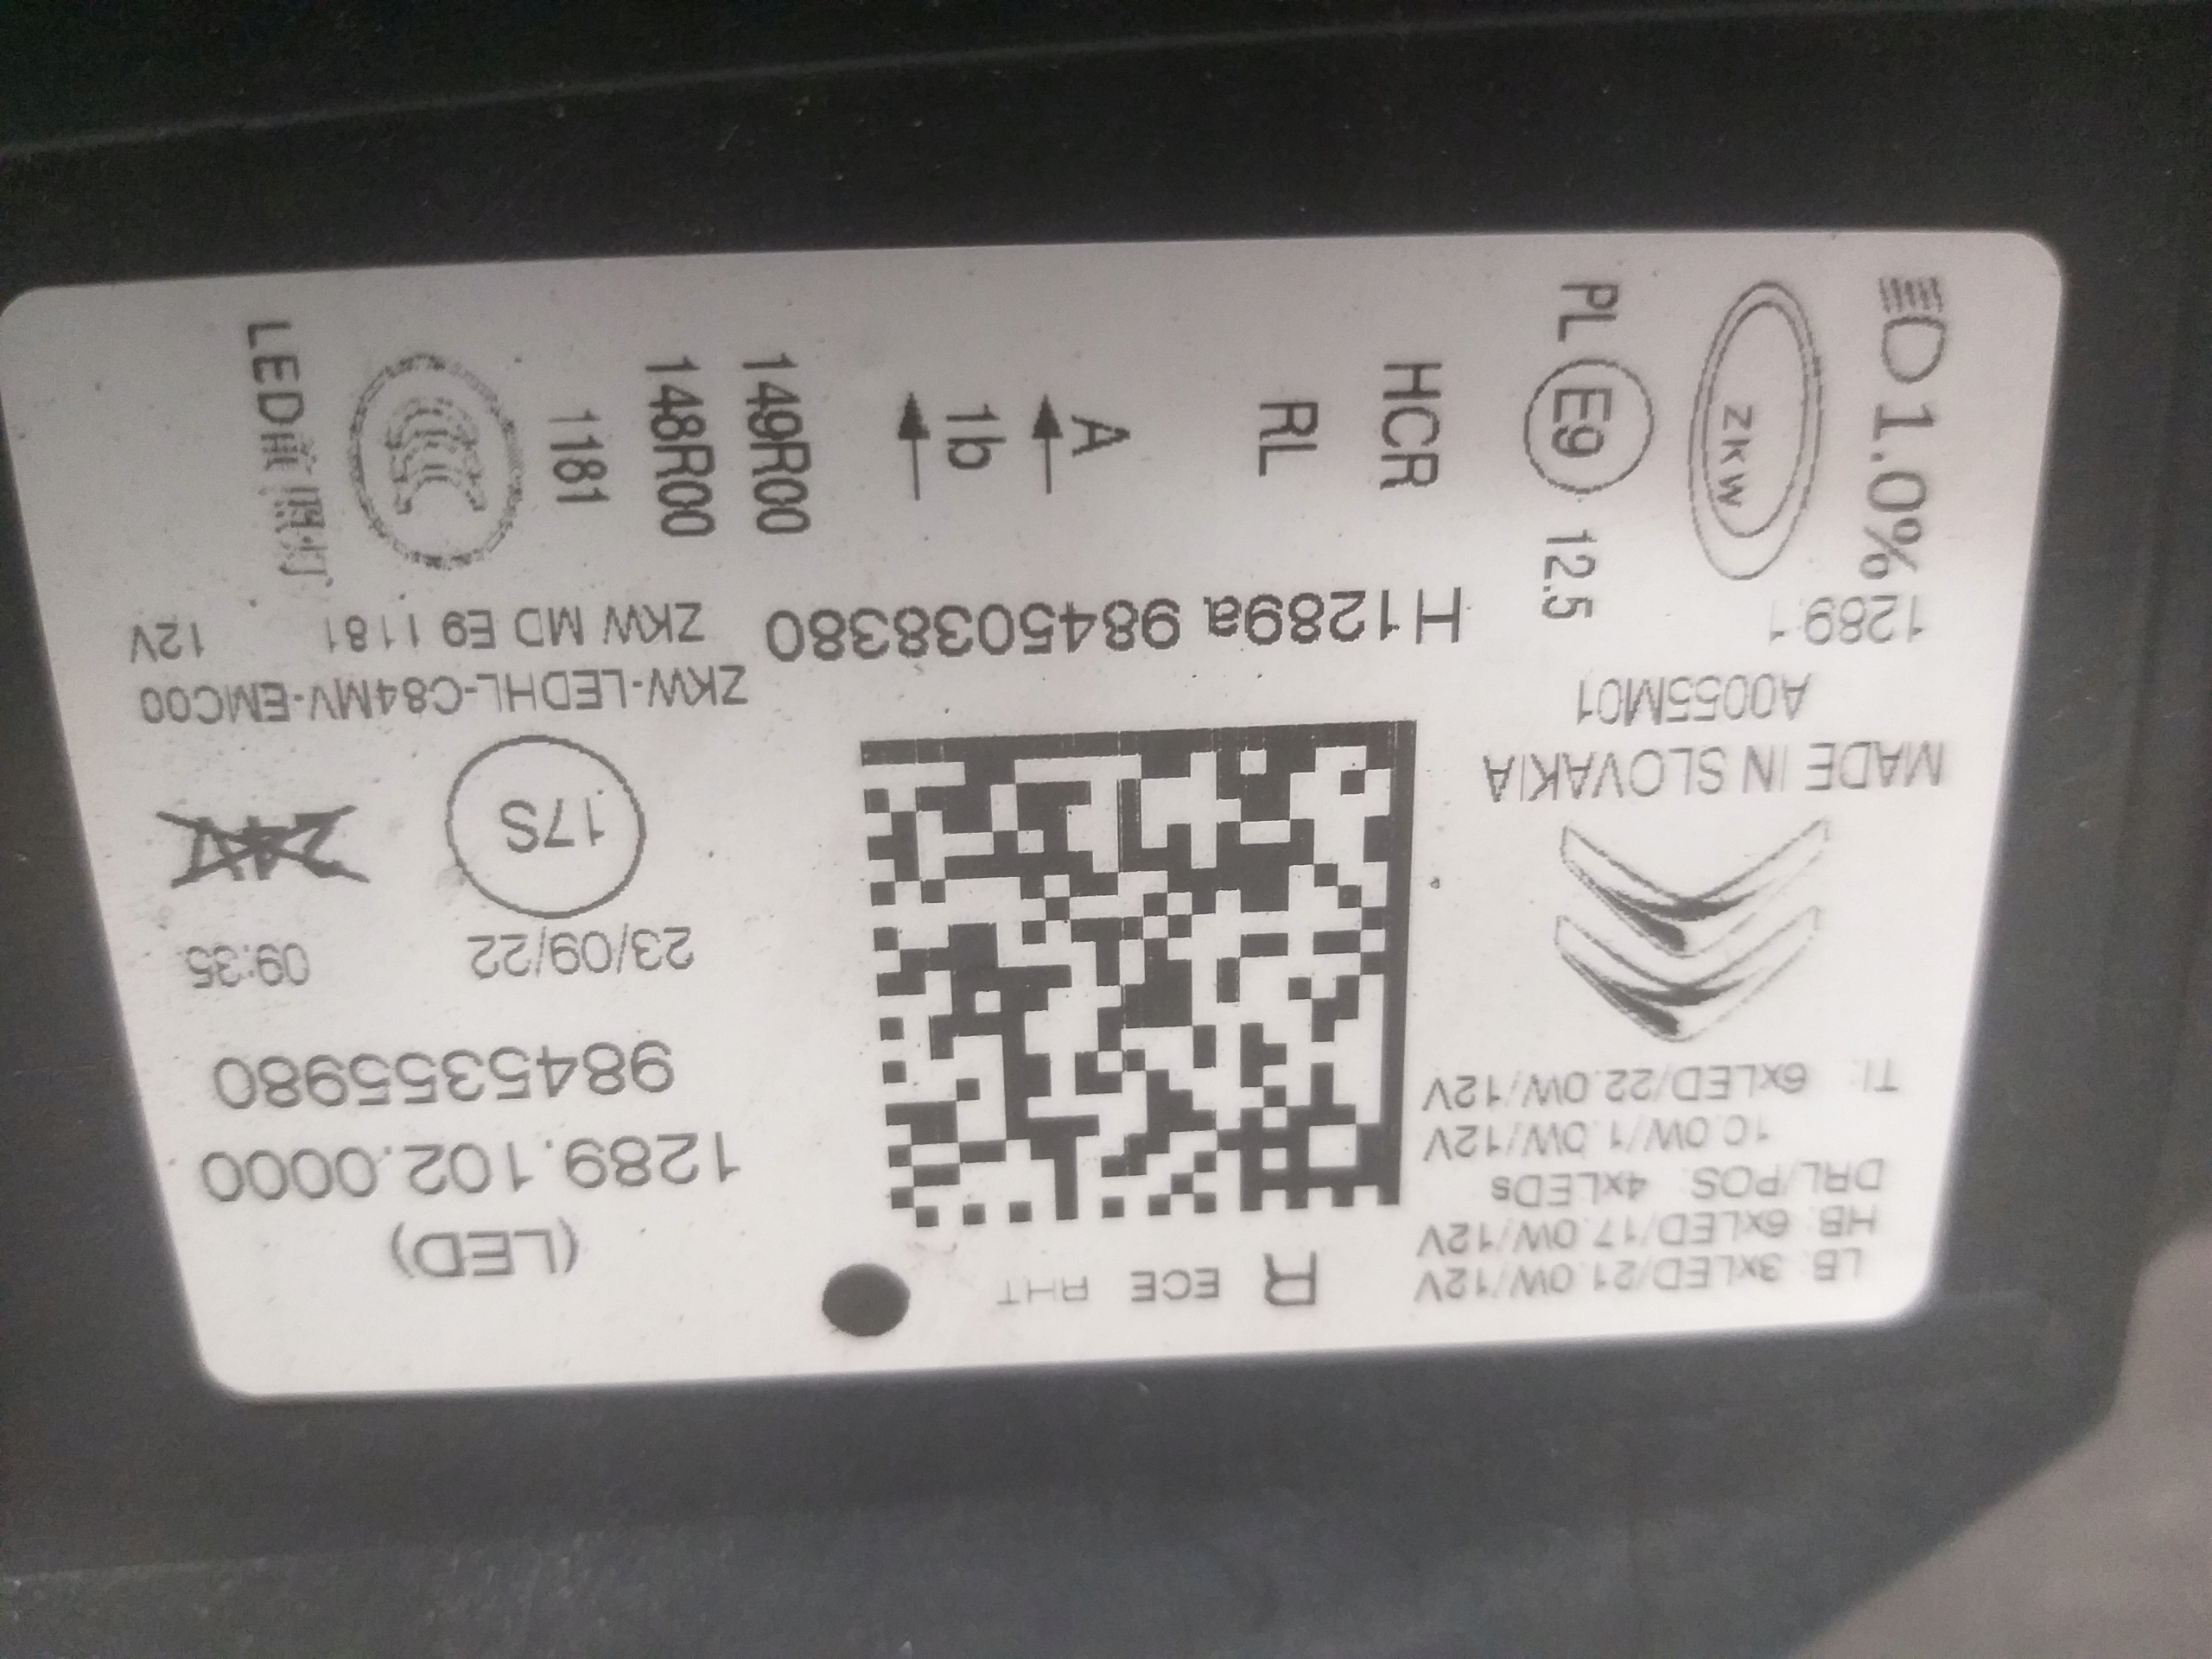 LB: 3xLED/21.0W/12V
HB: 6xLED/17.0W/12V
DRL/POS: 4xLEDs
10.0W/1.0W/12V
TI: 6xLED/22.0W/12V
MADE IN SLOVAKIA
A0055M01
1289.1
R ECE RHT
H1289a 9845038380
(LED)
1289.102.0000
9845355980
23/09/22 09:35
17S
ZKW-LEDHL-C84MV-EMC00
ZKW MD E9 1181 12V
1.0%
ZKW
PL E9 12.5
HCR
RL
A
1b
149R00
148R00
1181
CCC
LED前照灯